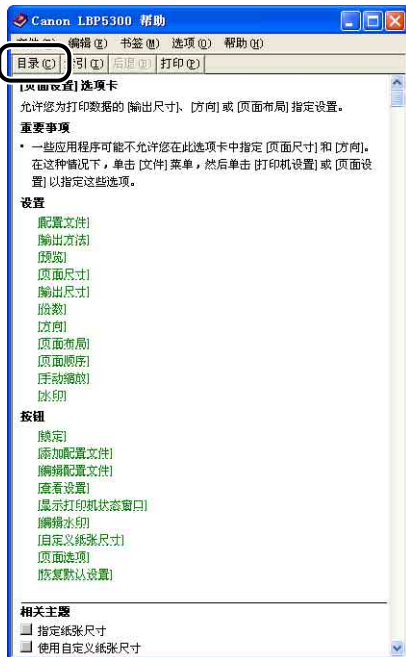 Canon LBP5300 帮助
编辑(E) 书签(M) 选项(O) 帮助(H)
目录(C) 索引(I) 后退(B) 打印(P)
[页面设置]选项卡
允许您为打印数据的[输出尺寸]、[方向]或[页面布局]指定设置。
重要事项
• 一些应用程序可能不允许您在此选项卡中指定[页面尺寸]和[方向]。
在这种情况下，单击[文件]菜单，然后单击[打印机设置]或[页面设
置]以指定这些选项。
设置
[配置文件]
[输出方法]
[预览]
[页面尺寸]
[输出尺寸]
[份数]
[方向]
[页面布局]
[页面顺序]
[手动缩放]
[水印]
按钮
[锁定]
[添加配置文件]
[编辑配置文件]
[查看设置]
[显示打印机状态窗口]
[编辑水印]
[自定义纸张尺寸]
[页面选项]
[恢复默认设置]
相关主题
指定纸张尺寸
使用自定义纸张尺寸